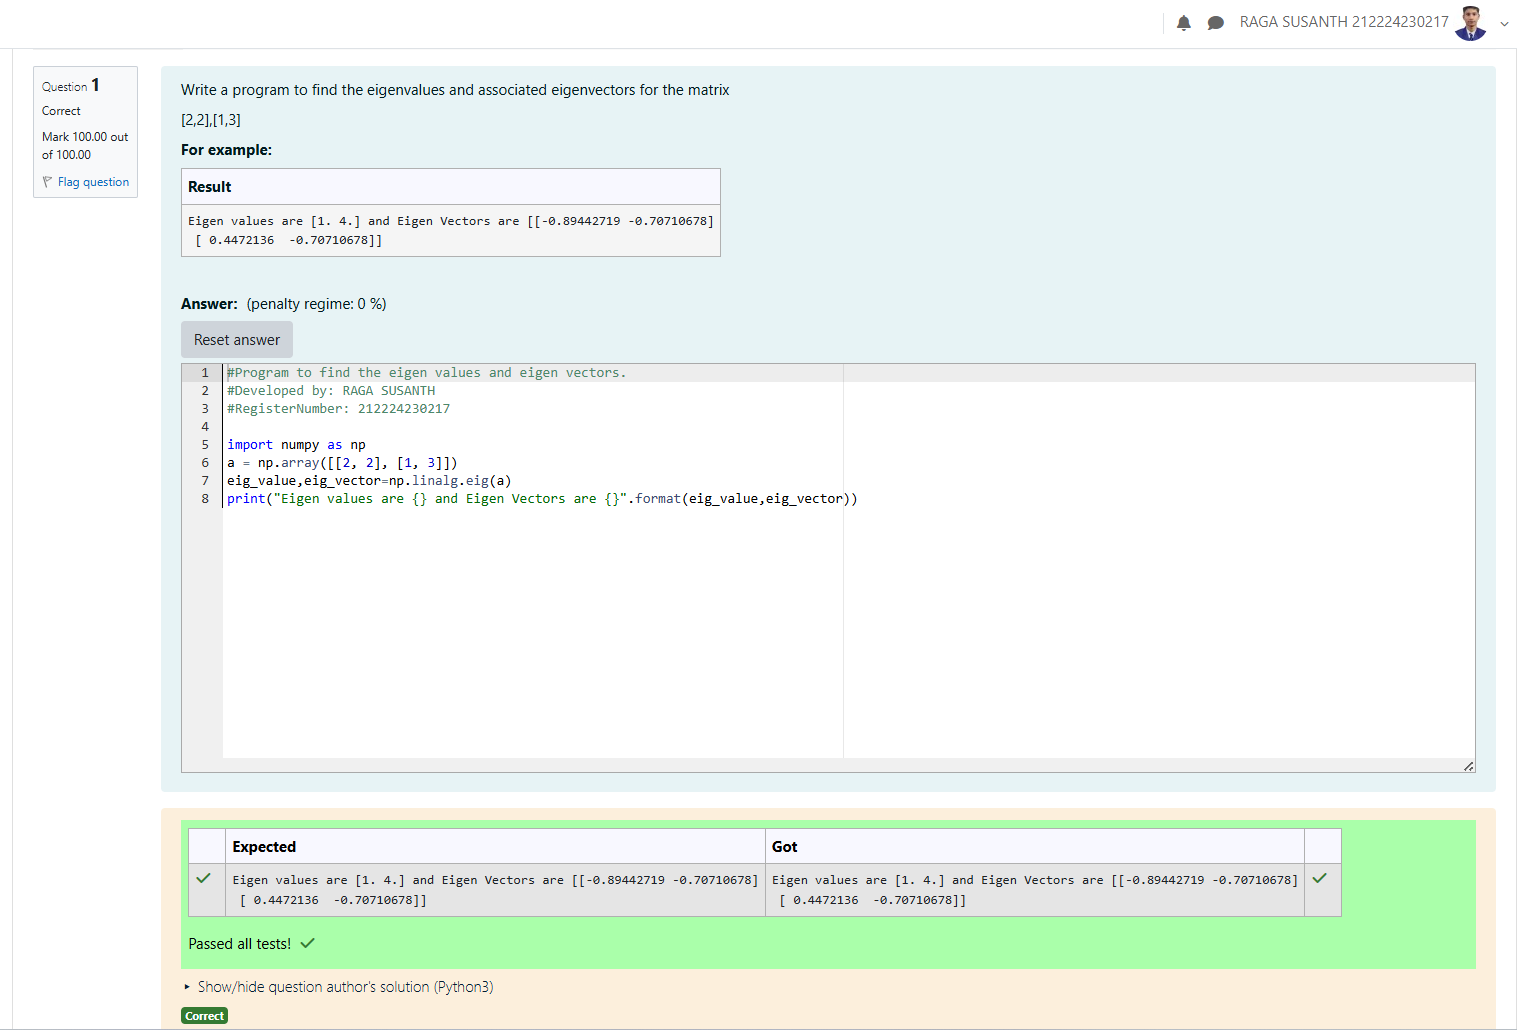 RAGA SUSANTH 212224230217
Question 1
Correct
Mark 100.00 out
of 100.00
Flag question
Write a program to find the eigenvalues and associated eigenvectors for the matrix
[2,2],[1,3]
For example:
Result
Eigen values are [1. 4.] and Eigen Vectors are [[-0.89442719 -0.70710678]
 [ 0.4472136  -0.70710678]]
Answer: (penalty regime: 0 %)
Reset answer
1 #Program to find the eigen values and eigen vectors.
2 #Developed by: RAGA SUSANTH
3 #RegisterNumber: 212224230217
4
5 import numpy as np
6 a = np.array([[2, 2], [1, 3]])
7 eig_value,eig_vector=np.linalg.eig(a)
8 print("Eigen values are {} and Eigen Vectors are {}".format(eig_value,eig_vector))
Expected Got
Eigen values are [1. 4.] and Eigen Vectors are [[-0.89442719 -0.70710678] Eigen values are [1. 4.] and Eigen Vectors are [[-0.89442719 -0.70710678]
 [ 0.4472136  -0.70710678]]  [ 0.4472136  -0.70710678]]
Passed all tests!
Show/hide question author's solution (Python3)
Correct